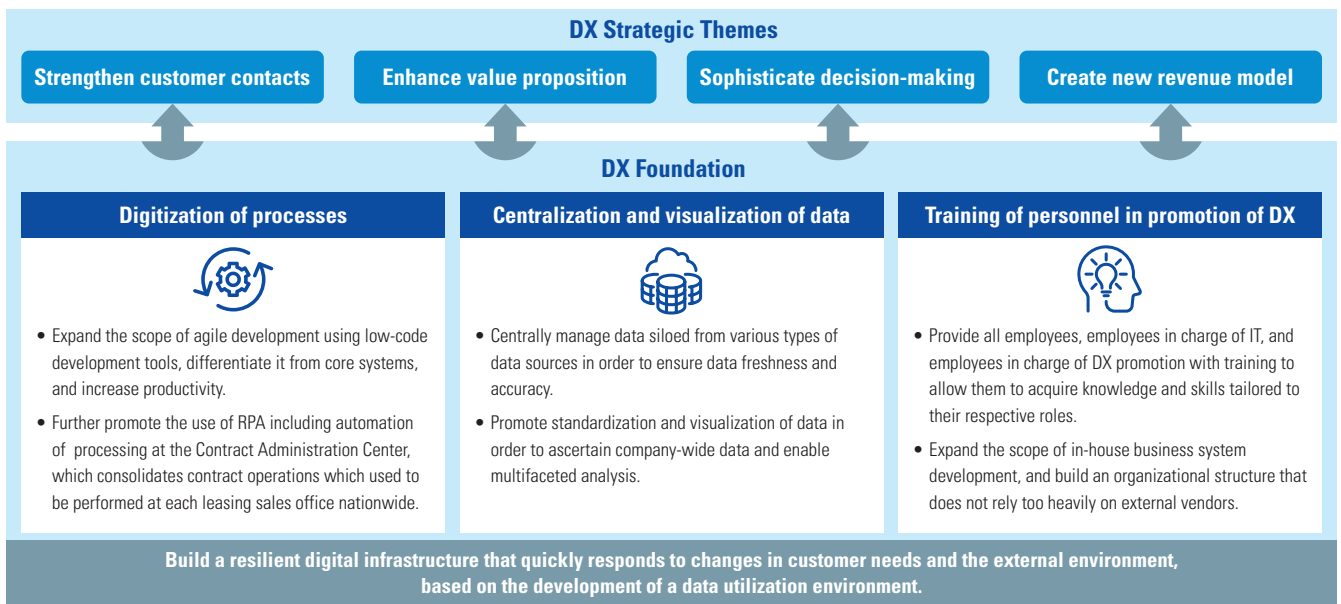 DX Strategic Themes
Strengthen customer contacts
Enhance value proposition
Sophisticate decision-making
Create new revenue model
DX Foundation
Digitization of processes
• Expand the scope of agile development using low-code
development tools, differentiate it from core systems,
and increase productivity.
• Further promote the use of RPA including automation
of processing at the Contract Administration Center,
which consolidates contract operations which used to
be performed at each leasing sales office nationwide.
Centralization and visualization of data
• Centrally manage data siloed from various types of
data sources in order to ensure data freshness and
accuracy.
• Promote standardization and visualization of data in
order to ascertain company-wide data and enable
multifaceted analysis.
Training of personnel in promotion of DX
• Provide all employees, employees in charge of IT, and
employees in charge of DX promotion with training to
allow them to acquire knowledge and skills tailored to
their respective roles.
• Expand the scope of in-house business system
development, and build an organizational structure that
does not rely too heavily on external vendors.
Build a resilient digital infrastructure that quickly responds to changes in customer needs and the external environment,
based on the development of a data utilization environment.